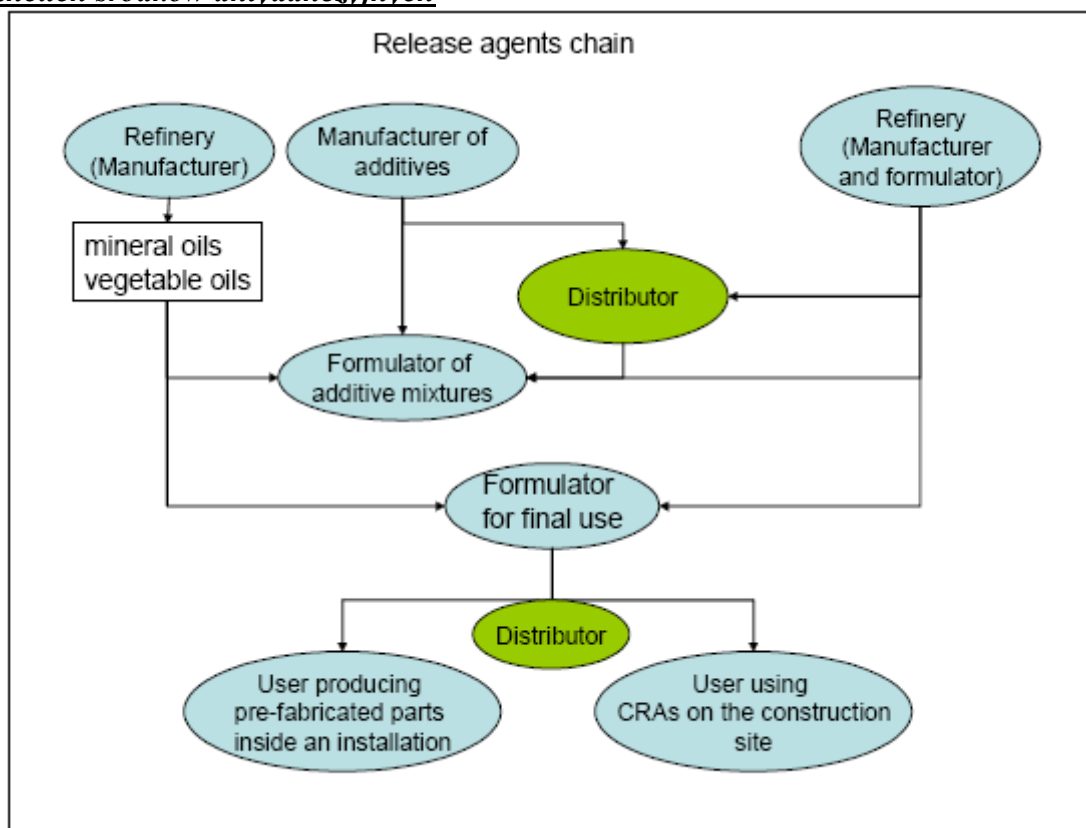 Release agents chain
Refinery
(Manufacturer)
Manufacturer of
additives
Refinery
(Manufacturer
and formulator)
mineral oils
vegetable oils
Distributor
Formulator of
additive mixtures
Formulator
for final use
Distributor
User producing
pre-fabricated parts
inside an installation
User using
CRAs on the construction
site